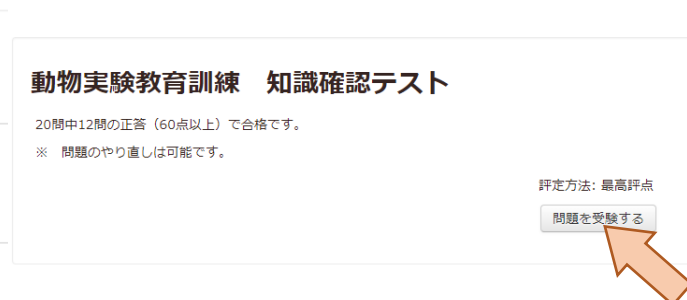 動物実験教育訓練　知識確認テスト
20問中12問の正答（60点以上）で合格です。
※　問題のやり直しは可能です。
評定方法: 最高評点
問題を受験する